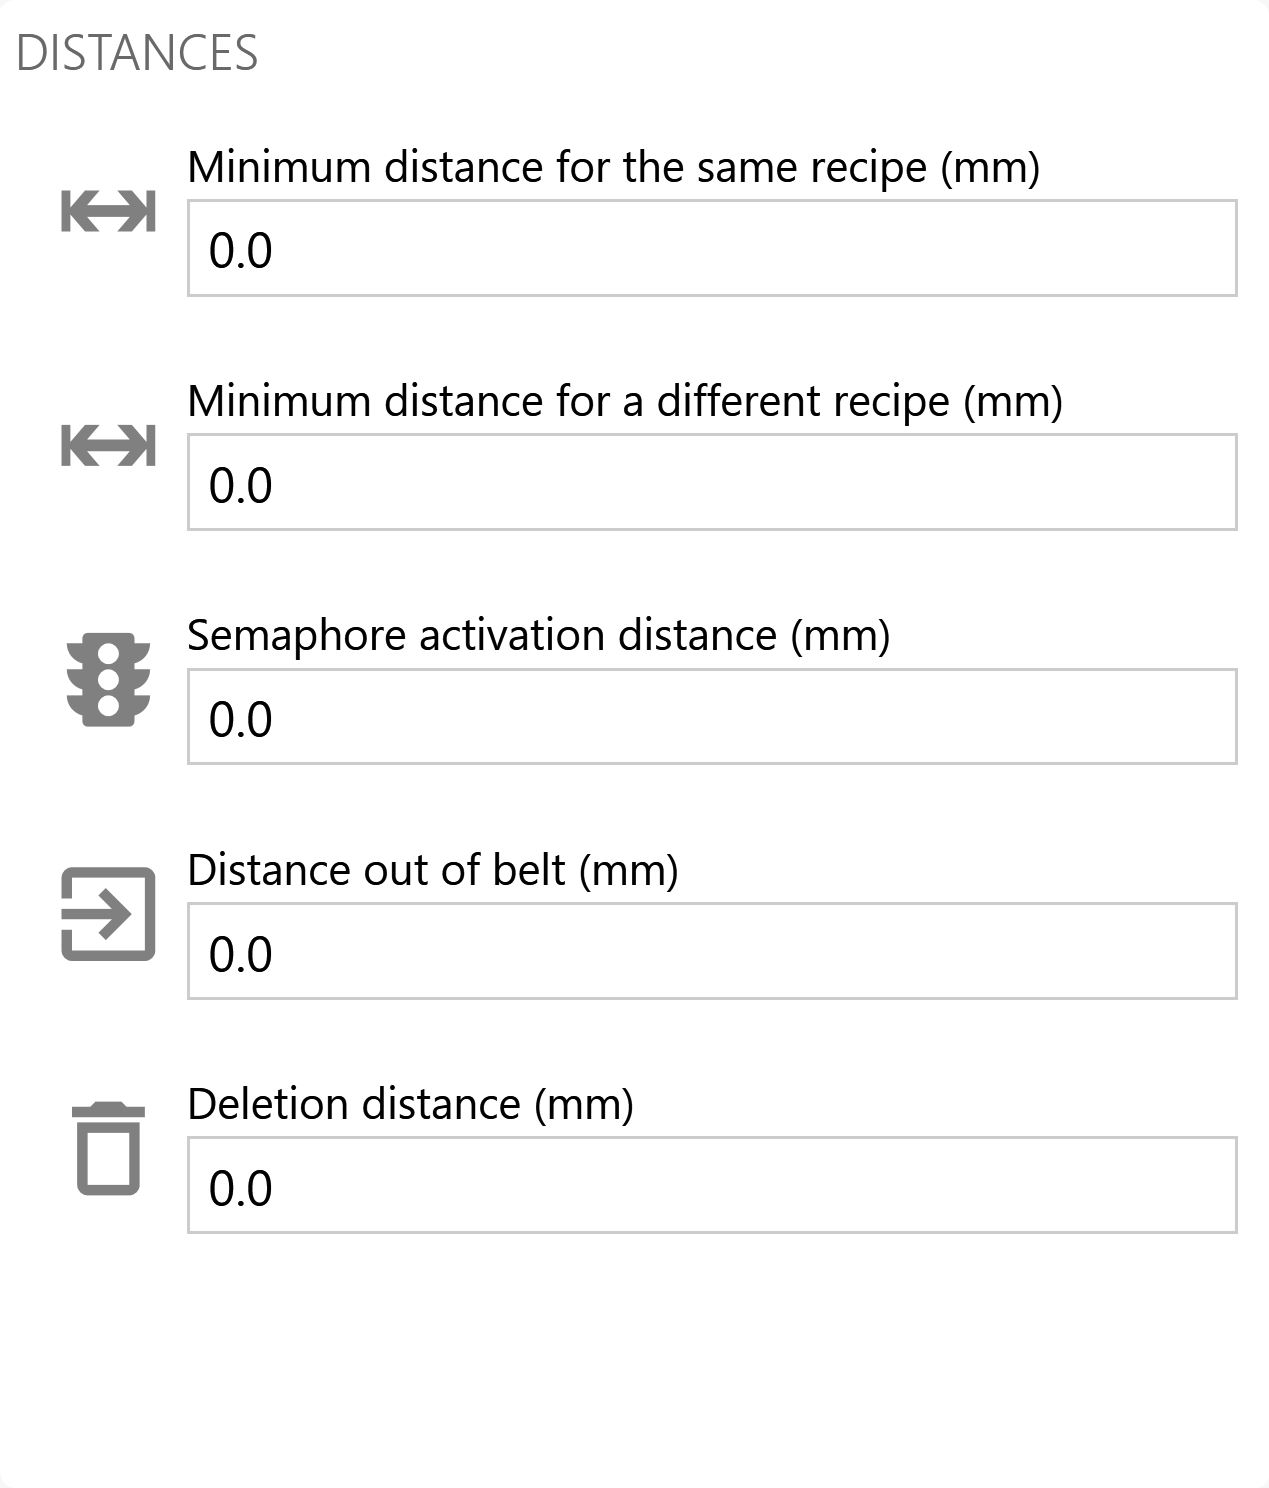 DISTANCES
Minimum distance for the same recipe (mm)
0.0
Minimum distance for a different recipe (mm)
0.0
Semaphore activation distance (mm)
0.0
Distance out of belt (mm)
0.0
Deletion distance (mm)
0.0